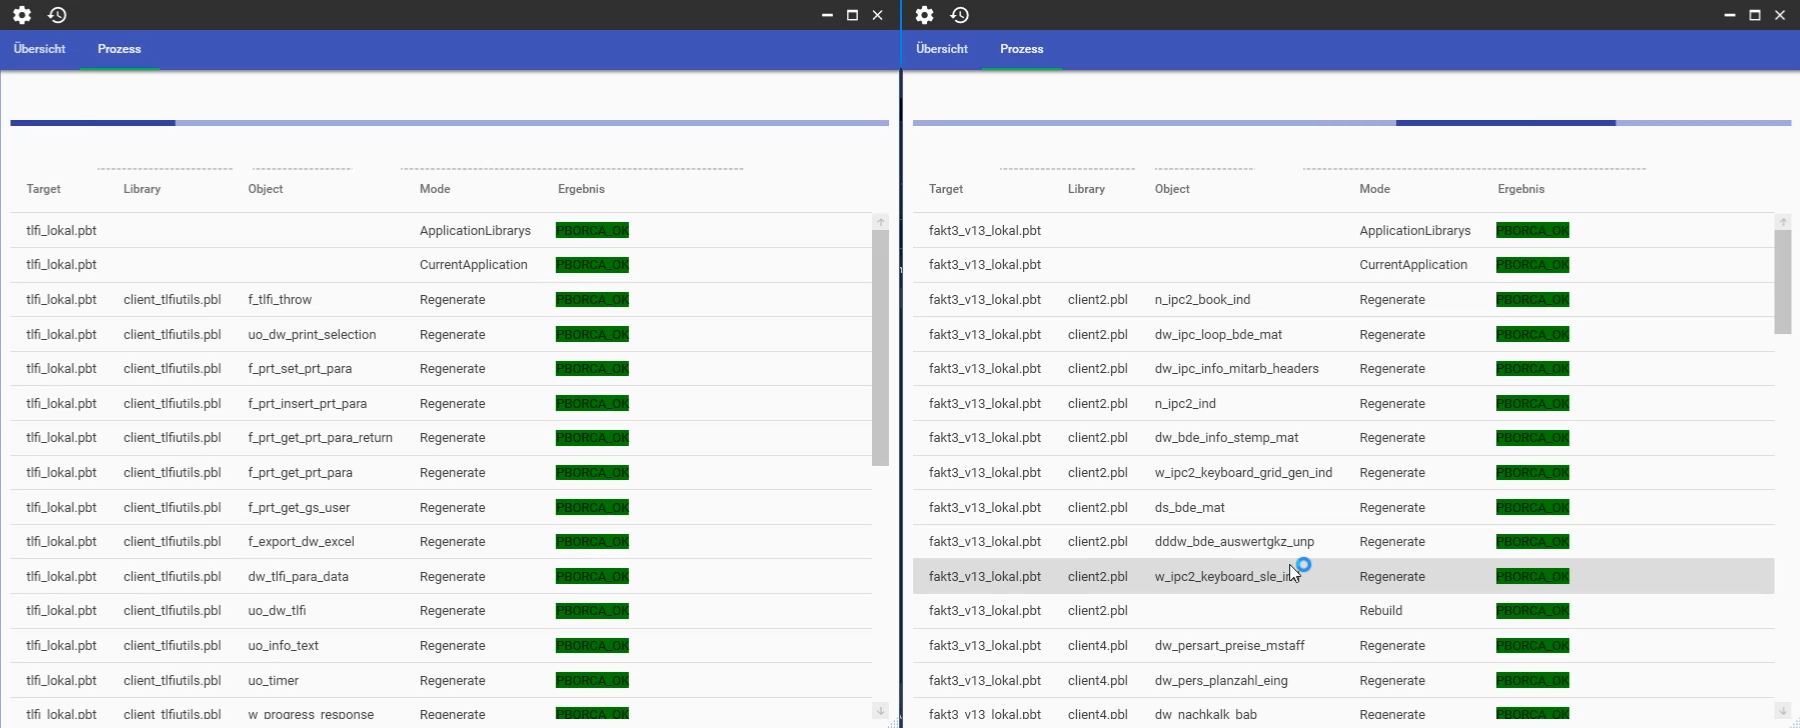 Übersicht Prozess
Target Library Object Mode Ergebnis
tlfi_lokal.pbt ApplicationLibrarys PBORCA_OK
tlfi_lokal.pbt CurrentApplication PBORCA_OK
tlfi_lokal.pbt client_tlfiutils.pbl f_tlfi_throw Regenerate PBORCA_OK
tlfi_lokal.pbt client_tlfiutils.pbl uo_dw_print_selection Regenerate PBORCA_OK
tlfi_lokal.pbt client_tlfiutils.pbl f_prt_set_prt_para Regenerate PBORCA_OK
tlfi_lokal.pbt client_tlfiutils.pbl f_prt_insert_prt_para Regenerate PBORCA_OK
tlfi_lokal.pbt client_tlfiutils.pbl f_prt_get_prt_para_return Regenerate PBORCA_OK
tlfi_lokal.pbt client_tlfiutils.pbl f_prt_get_prt_para Regenerate PBORCA_OK
tlfi_lokal.pbt client_tlfiutils.pbl f_prt_get_gs_user Regenerate PBORCA_OK
tlfi_lokal.pbt client_tlfiutils.pbl f_export_dw_excel Regenerate PBORCA_OK
tlfi_lokal.pbt client_tlfiutils.pbl dw_tlfi_para_data Regenerate PBORCA_OK
tlfi_lokal.pbt client_tlfiutils.pbl uo_dw_tlfi Regenerate PBORCA_OK
tlfi_lokal.pbt client_tlfiutils.pbl uo_info_text Regenerate PBORCA_OK
tlfi_lokal.pbt client_tlfiutils.pbl uo_timer Regenerate PBORCA_OK
tlfi_lokal.pbt client_tlfiutils.pbl w_progress_response Regenerate PBORCA_OK
Übersicht Prozess
Target Library Object Mode Ergebnis
fakt3_v13_lokal.pbt ApplicationLibrarys PBORCA_OK
fakt3_v13_lokal.pbt CurrentApplication PBORCA_OK
fakt3_v13_lokal.pbt client2.pbl n_ipc2_book_ind Regenerate PBORCA_OK
fakt3_v13_lokal.pbt client2.pbl dw_ipc_loop_bde_mat Regenerate PBORCA_OK
fakt3_v13_lokal.pbt client2.pbl dw_ipc_info_mitarb_headers Regenerate PBORCA_OK
fakt3_v13_lokal.pbt client2.pbl n_ipc2_ind Regenerate PBORCA_OK
fakt3_v13_lokal.pbt client2.pbl dw_bde_info_stemp_mat Regenerate PBORCA_OK
fakt3_v13_lokal.pbt client2.pbl w_ipc2_keyboard_grid_gen_ind Regenerate PBORCA_OK
fakt3_v13_lokal.pbt client2.pbl ds_bde_mat Regenerate PBORCA_OK
fakt3_v13_lokal.pbt client2.pbl dddw_bde_auswertgkz_unp Regenerate PBORCA_OK
fakt3_v13_lokal.pbt client2.pbl Regenerate PBORCA_OK
fakt3_v13_lokal.pbt client2.pbl Rebuild PBORCA_OK
fakt3_v13_lokal.pbt client4.pbl dw_persart_preise_mstaff Regenerate PBORCA_OK
fakt3_v13_lokal.pbt client4.pbl dw_pers_planzahl_eing Regenerate PBORCA_OK
fakt3_v13_lokal.pbt client4.pbl dw_nachkalk_bab Regenerate PBORCA_OK